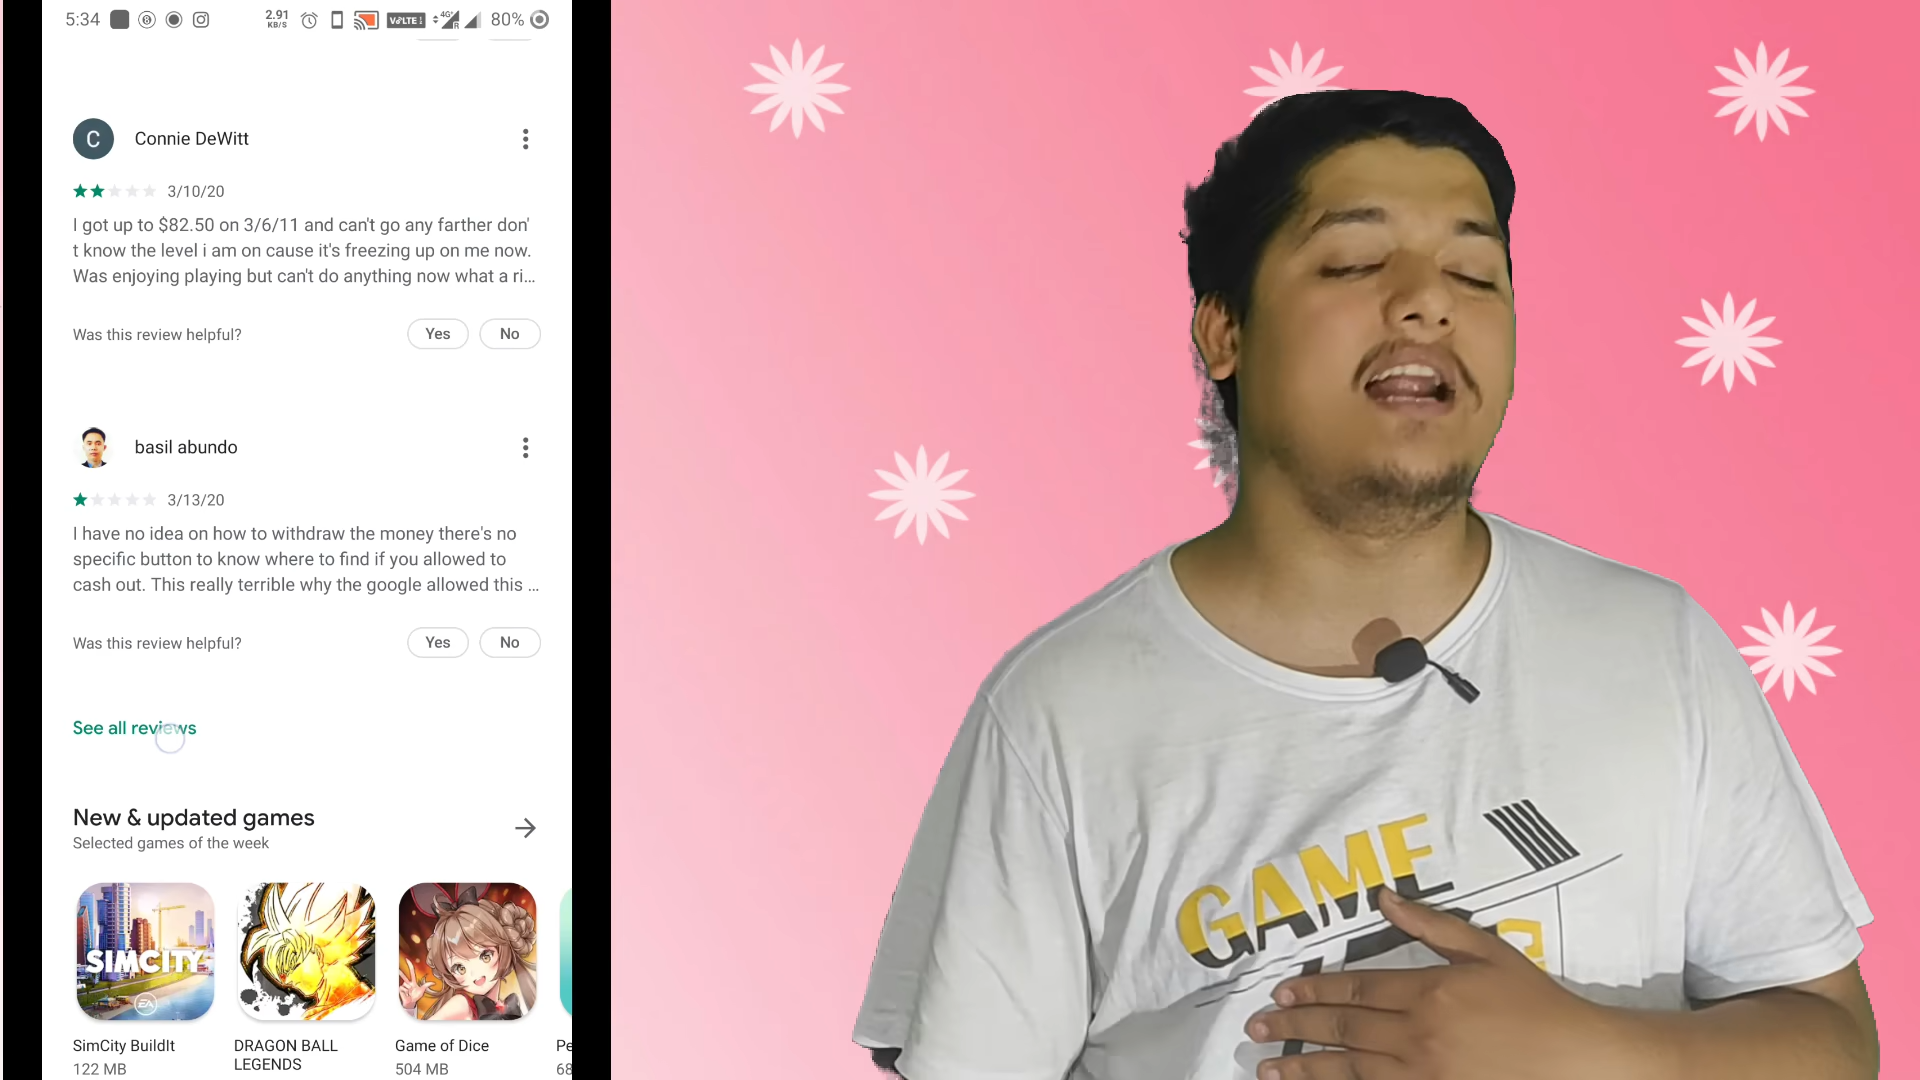 5:34
2.91
KB/S
VoLTE
4G+
80%
C
Connie DeWitt
3/10/20
I got up to $82.50 on 3/6/11 and can't go any farther don'
t know the level i am on cause it's freezing up on me now.
Was enjoying playing but can't do anything now what a ri...
Was this review helpful?
Yes
No
basil abundo
3/13/20
I have no idea on how to withdraw the money there's no
specific button to know where to find if you allowed to
cash out. This really terrible why the google allowed this ...
Was this review helpful?
Yes
No
See all reviews
New & updated games
Selected games of the week
SIMCITY
EA
SimCity BuildIt
122 MB
DRAGON BALL
LEGENDS
Game of Dice
504 MB
Pe
68
GAME